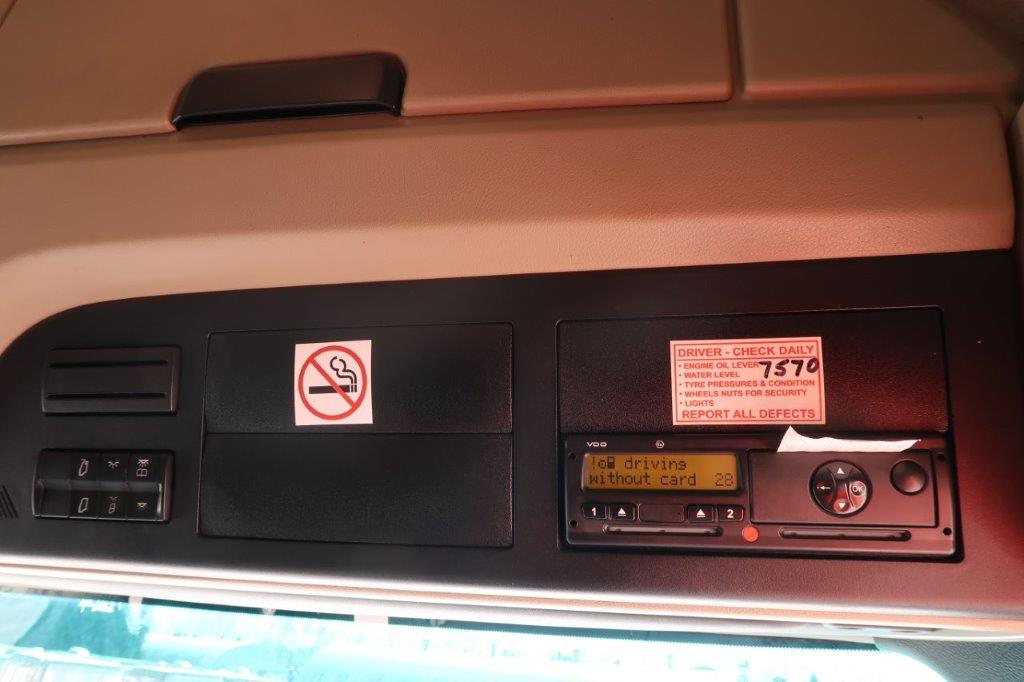 DRIVER - CHECK DAILY
• ENGINE OIL LEVER 7570
• WATER LEVEL
• TYRE PRESSURES & CONDITION
• WHEELS NUTS FOR SECURITY
• LIGHTS
REPORT ALL DEFECTS
VDO
! driving
without card 28
1
2
OK